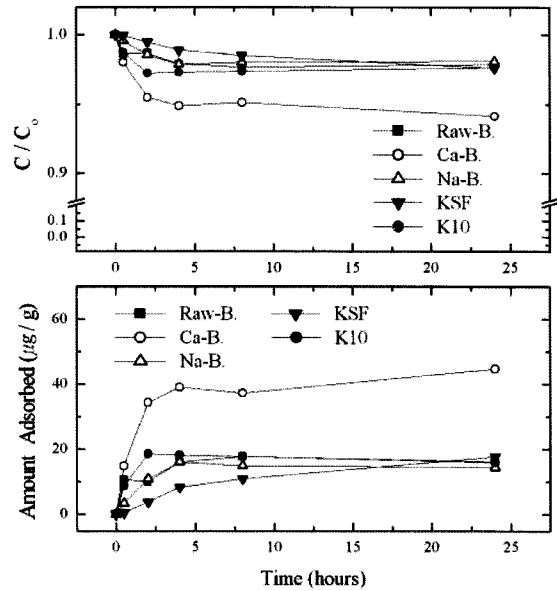 1.0
0.9
0.1
0.0
C / Co
Raw-B.
Ca-B.
Na-B.
KSF
K10
0 5 10 15 20 25
60
40
20
0
Amount Adsorbed (μg / g)
Raw-B. KSF
Ca-B. K10
Na-B.
0 5 10 15 20 25
Time (hours)